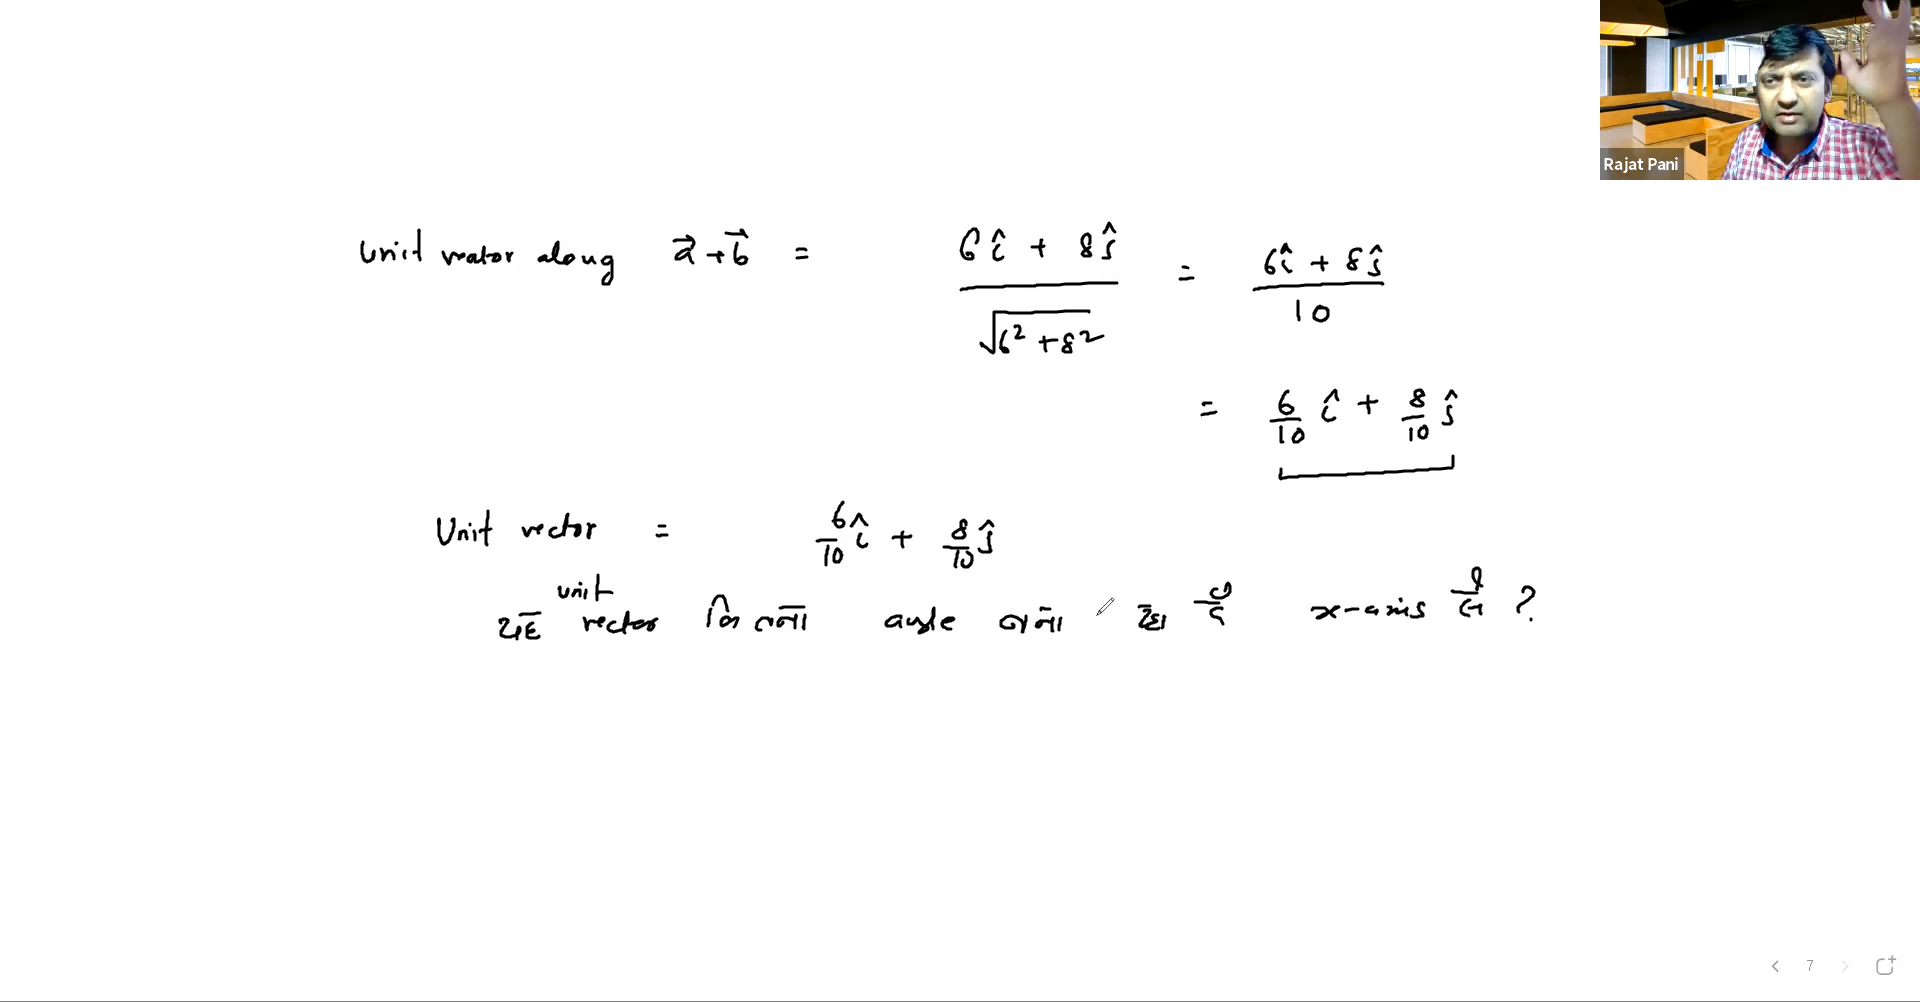 Rajat Pani
Unit vector along a⃗ + b⃗ = (6î + 8ĵ) / √(6² + 8²) = (6î + 8ĵ) / 10
= 6/10 î + 8/10 ĵ
Unit vector = 6/10 î + 8/10 ĵ
यह unit vector कितना angle बना रहा है x-axis से ?
7